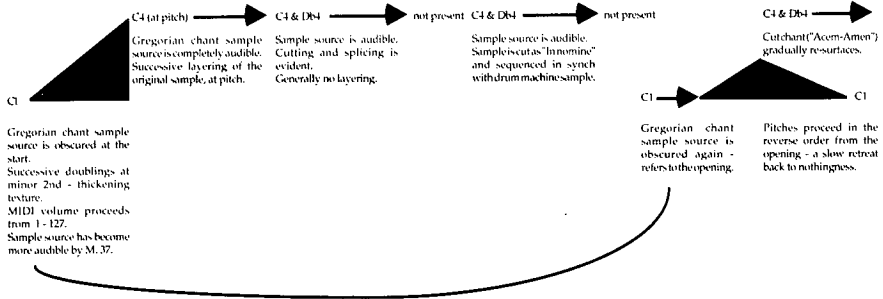 C4 (at pitch)
C4 & Db4
not present
C4 & Db4
not present
C4 & Db4
Gregorian chant sample
source is completely audible.
Successive layering of the
original sample, at pitch.
Sample source is audible.
Cutting and splicing is
evident.
Generally no layering.
Sample source is audible.
Sample is cut as "In nomine"
and sequenced in synch
with drum machine sample.
Cut chant ("Acem-Amen")
gradually re-surfaces.
C1
C1
C1
Gregorian chant sample
source is obscured at the
start.
Successive doublings at
minor 2nd - thickening
texture.
MIDI volume proceeds
from 1 - 127.
Sample source has become
more audible by M. 37.
Gregorian chant
sample source is
obscured again -
refers to the opening.
Pitches proceed in the
reverse order from the
opening - a slow retreat
back to nothingness.